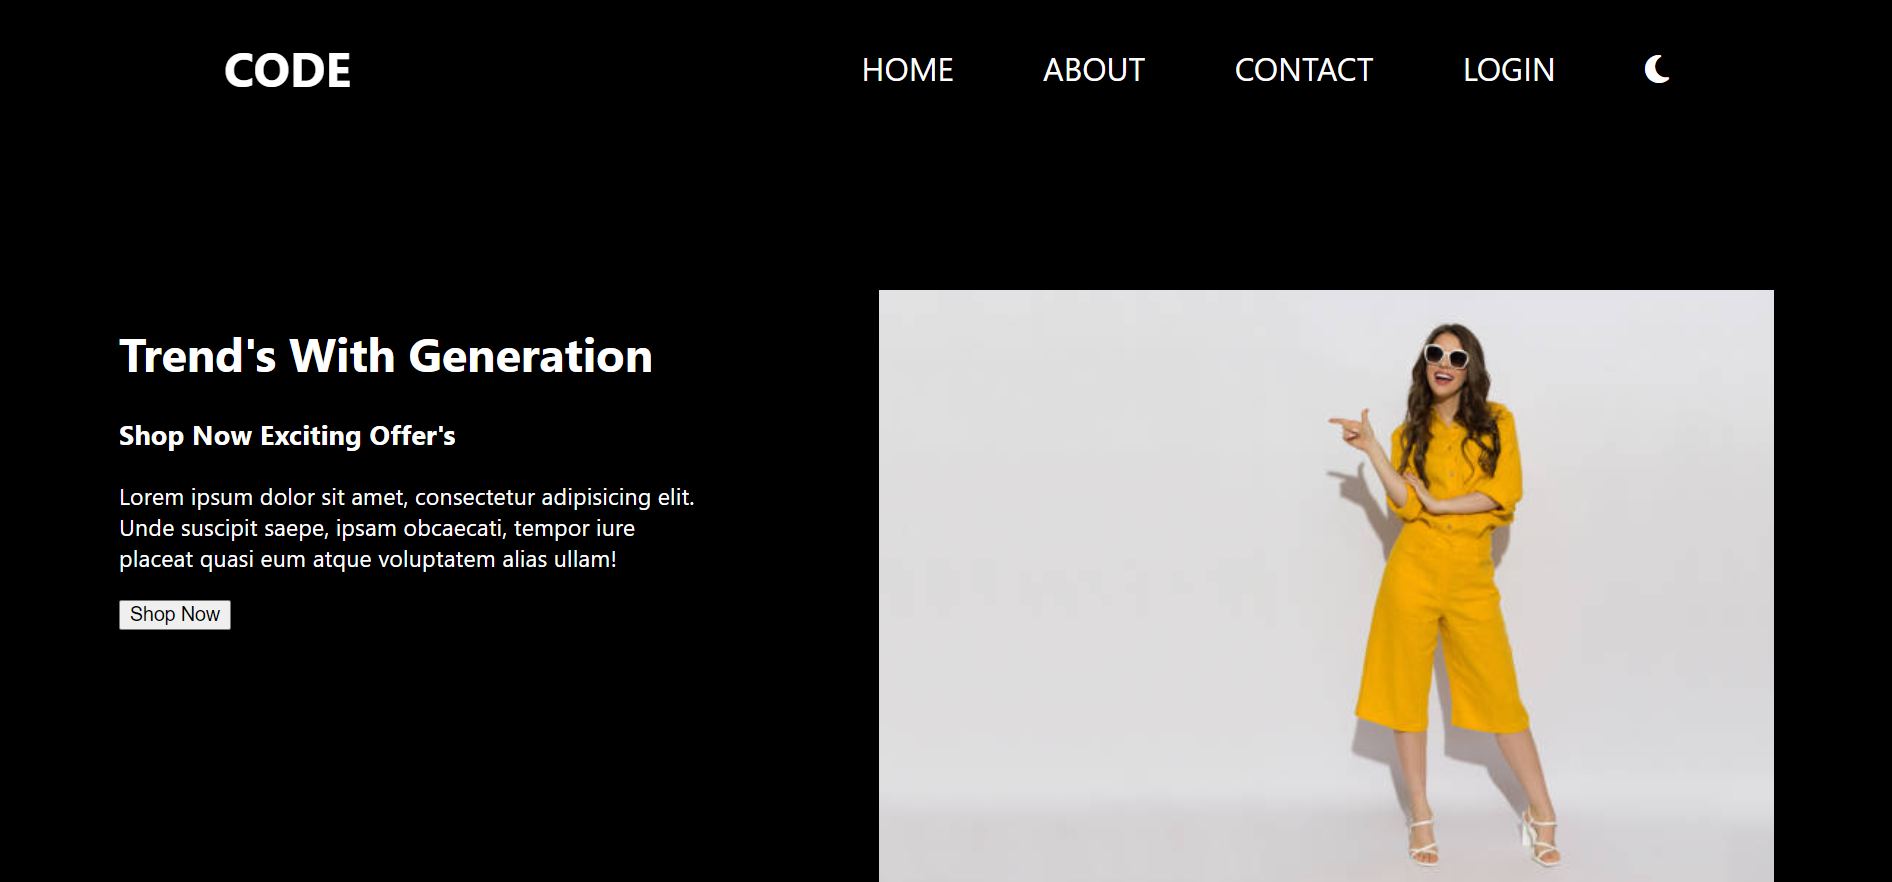 CODE
HOME ABOUT CONTACT LOGIN
Trend's With Generation
Shop Now Exciting Offer's
Lorem ipsum dolor sit amet, consectetur adipisicing elit.
Unde suscipit saepe, ipsam obcaecati, tempor iure
placeat quasi eum atque voluptatem alias ullam!
Shop Now